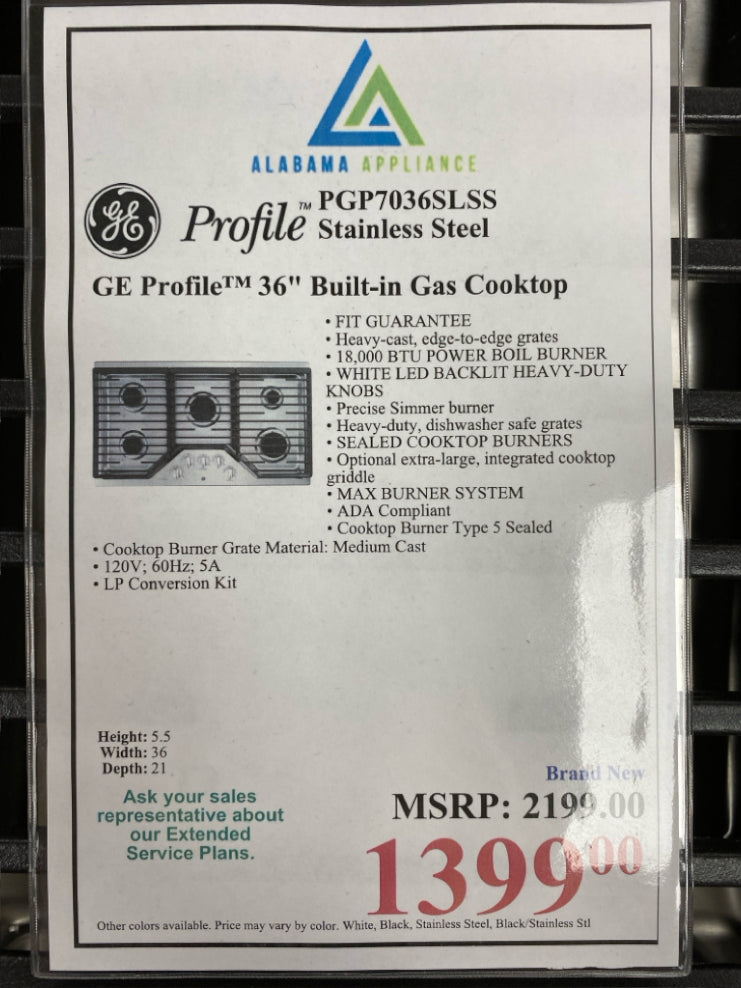 ALABAMA APPLIANCE
GE Profile™ PGP7036SLSS
Stainless Steel
GE Profile™ 36" Built-in Gas Cooktop
• FIT GUARANTEE
• Heavy-cast, edge-to-edge grates
• 18,000 BTU POWER BOIL BURNER
• WHITE LED BACKLIT HEAVY-DUTY
KNOBS
• Precise Simmer burner
• Heavy-duty, dishwasher safe grates
• SEALED COOKTOP BURNERS
• Optional extra-large, integrated cooktop
griddle
• MAX BURNER SYSTEM
• ADA Compliant
• Cooktop Burner Type 5 Sealed
• Cooktop Burner Grate Material: Medium Cast
• 120V; 60Hz; 5A
• LP Conversion Kit
Height: 5.5
Width: 36
Depth: 21
Ask your sales
representative about
our Extended
Service Plans.
Brand New
MSRP: 2199.00
1399 00
Other colors available. Price may vary by color. White, Black, Stainless Steel, Black/Stainless Stl